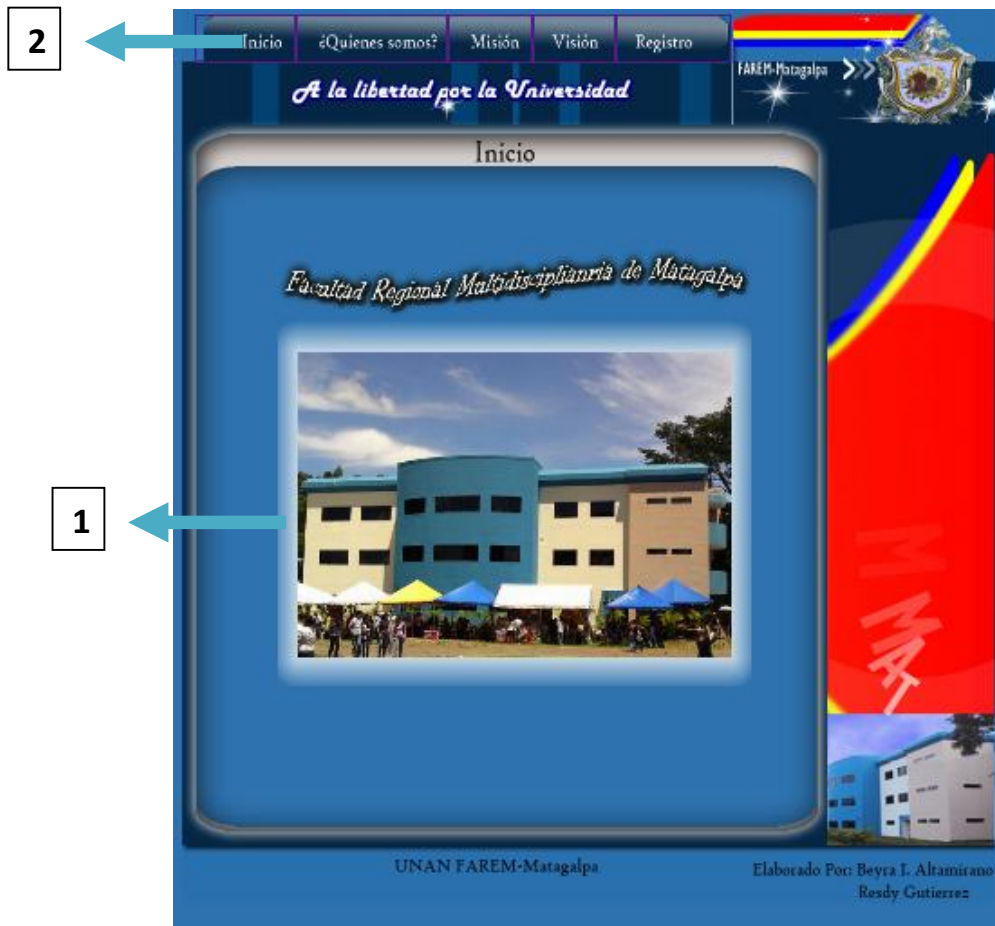 2
Inicio ¿Quienes somos? Misión Visión Registro
FAREM-Matagalpa
A la libertad por la Universidad
Inicio
Facultad Regional Multidisciplianria de Matagalpa
1
M MAT
UNAN FAREM-Matagalpa
Elaborado Por: Beyra I. Altamirano
Resdy Gutierrez